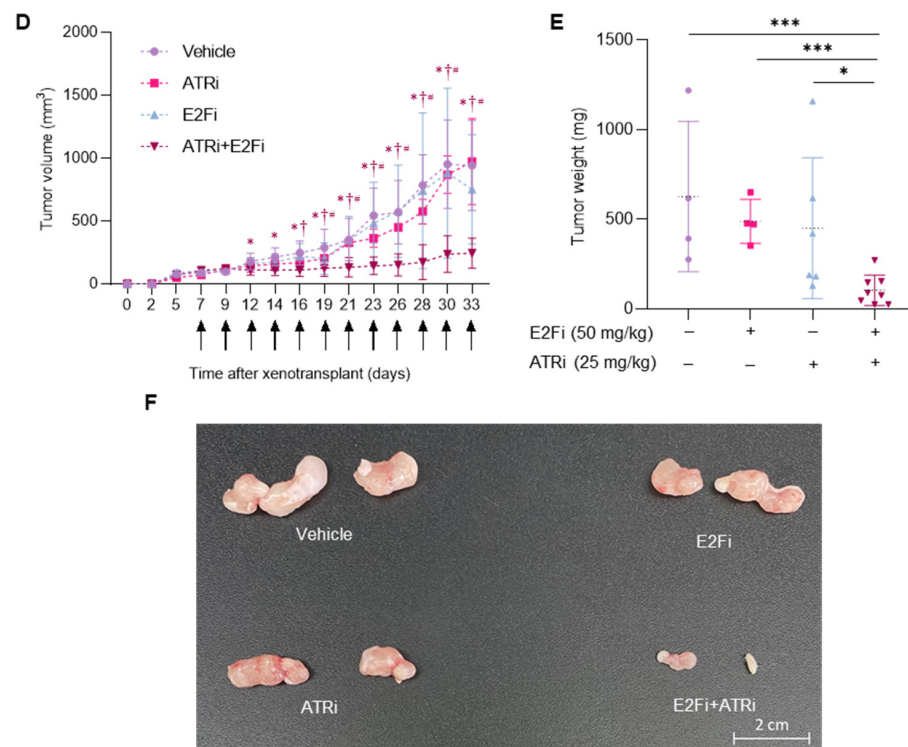 D
2000
1500
1000
500
0
Tumor volume (mm³)
Vehicle
ATRi
E2Fi
ATRi+E2Fi
* * *† *†# *†# *†# *†# *†# *†# *†#
0 2 5 7 9 12 14 16 19 21 23 26 28 30 33
Time after xenotransplant (days)
E
1500
1000
500
0
Tumor weight (mg)
***
***
*
E2Fi (50 mg/kg) – + – +
ATRi (25 mg/kg) – – + +
F
Vehicle
E2Fi
ATRi
E2Fi+ATRi
2 cm